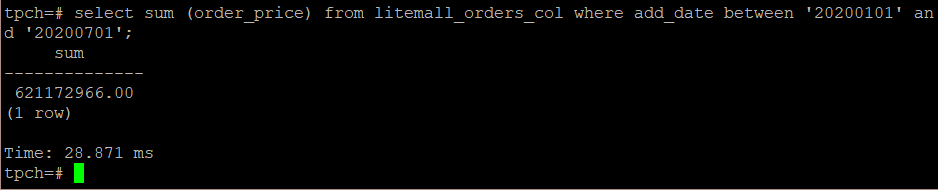 tpch=# select sum (order_price) from litemall_orders_col where add_date between '20200101' an
d '20200701';
     sum
--------------
 621172966.00
(1 row)

Time: 28.871 ms
tpch=#